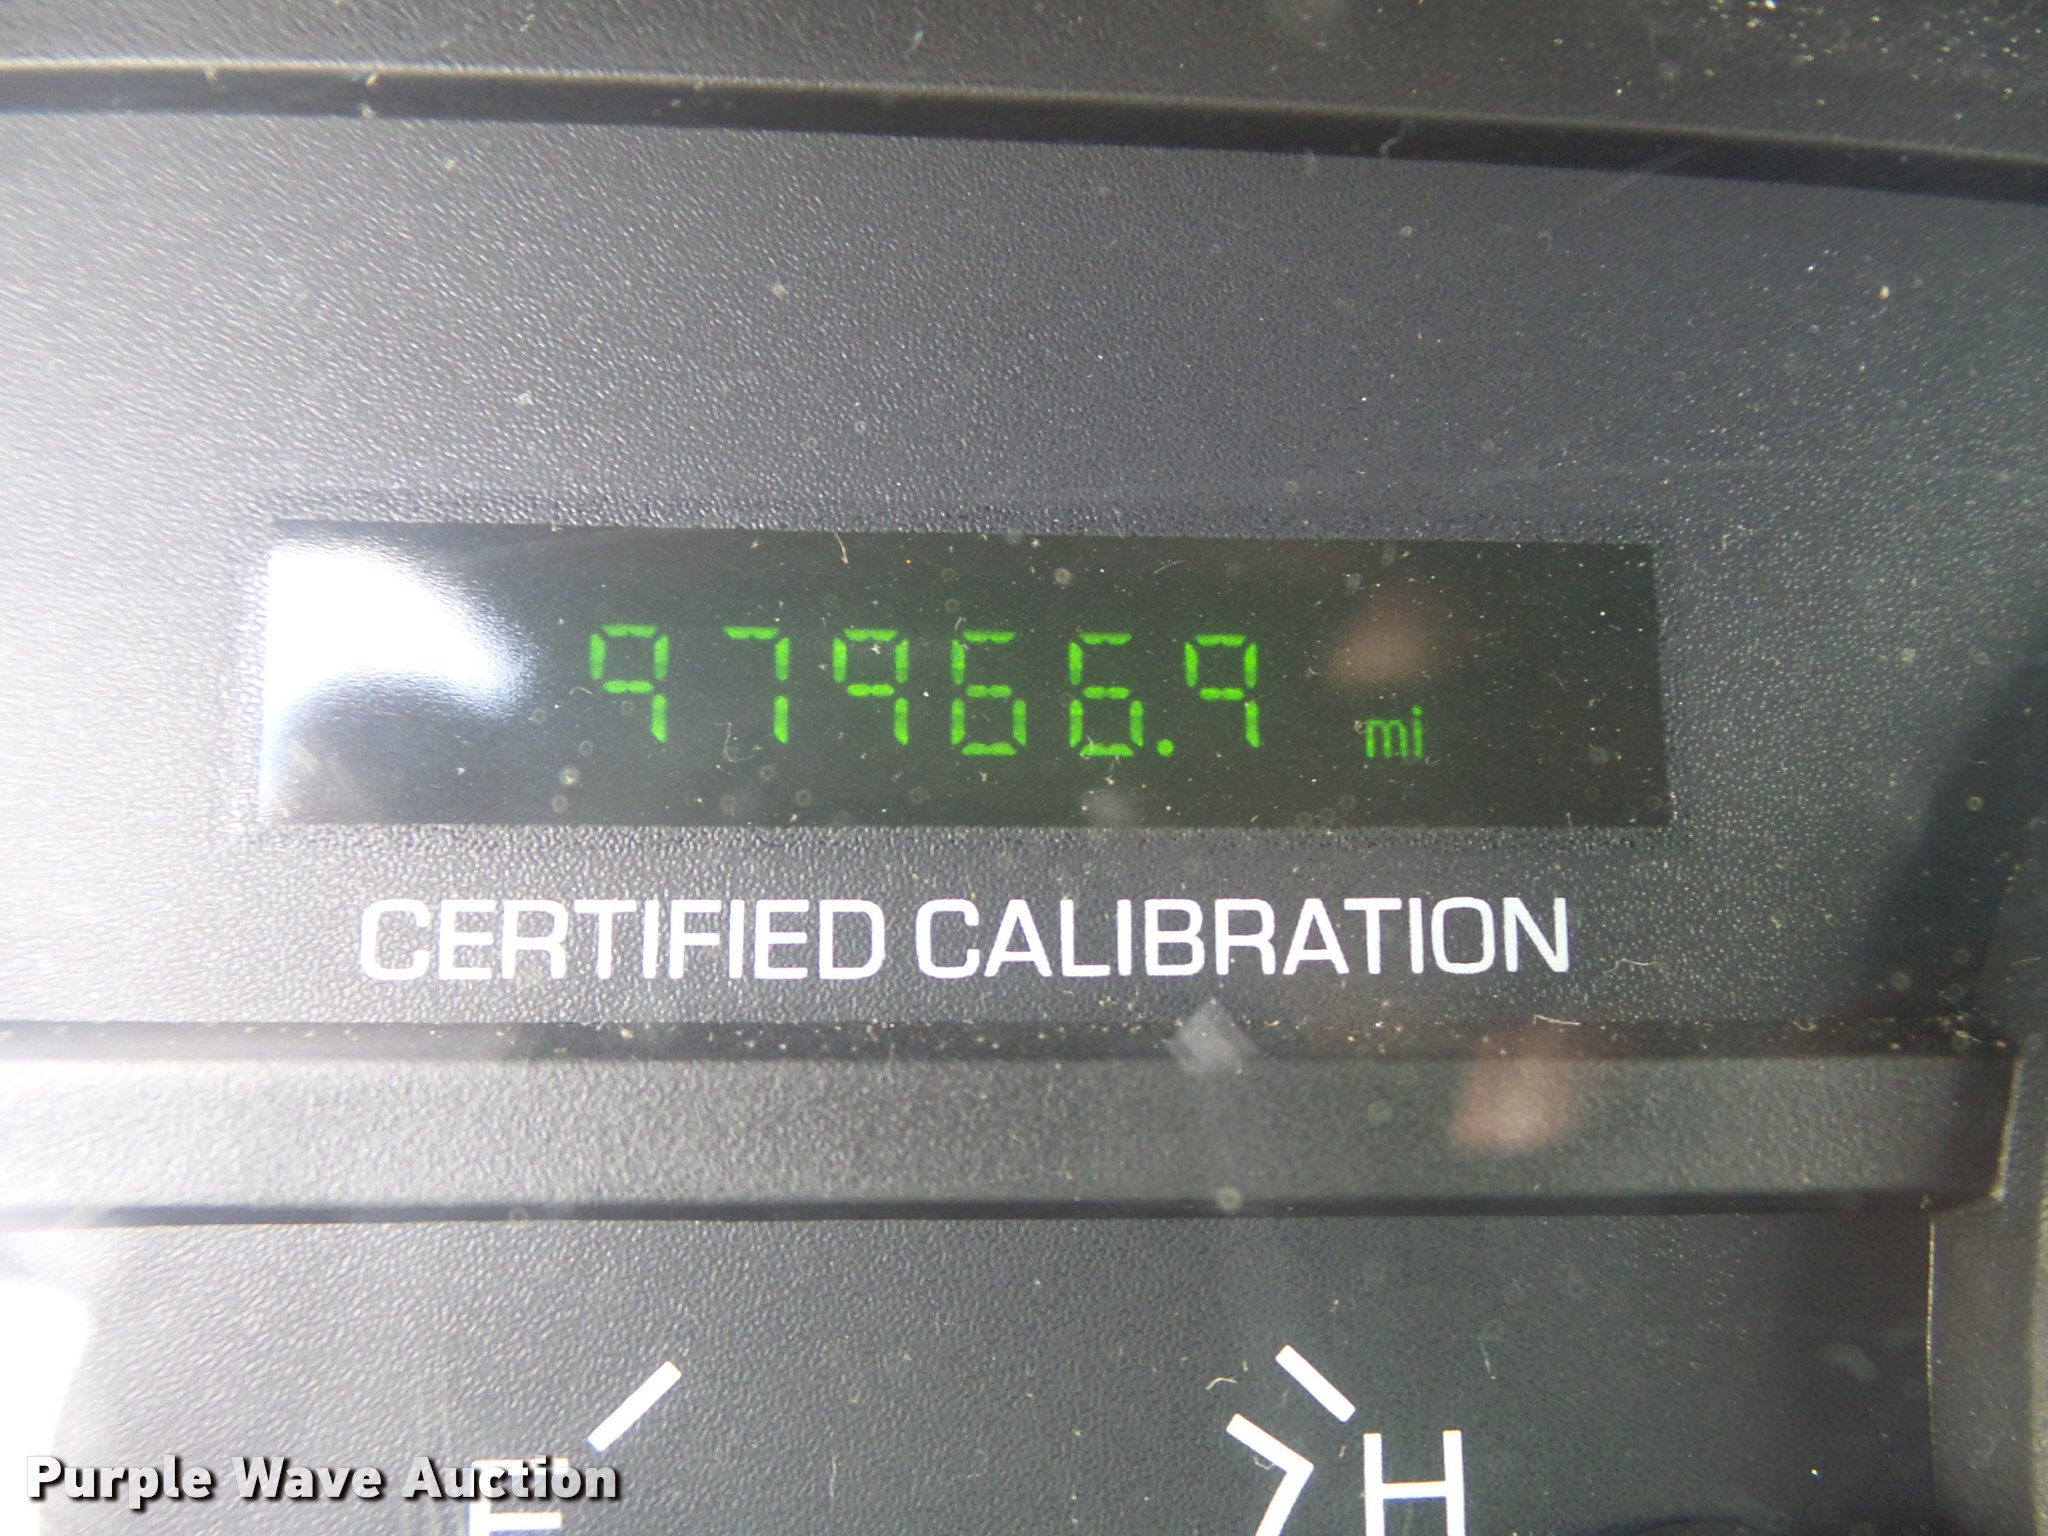 97966.9 mi
CERTIFIED CALIBRATION
F H
Purple Wave Auction